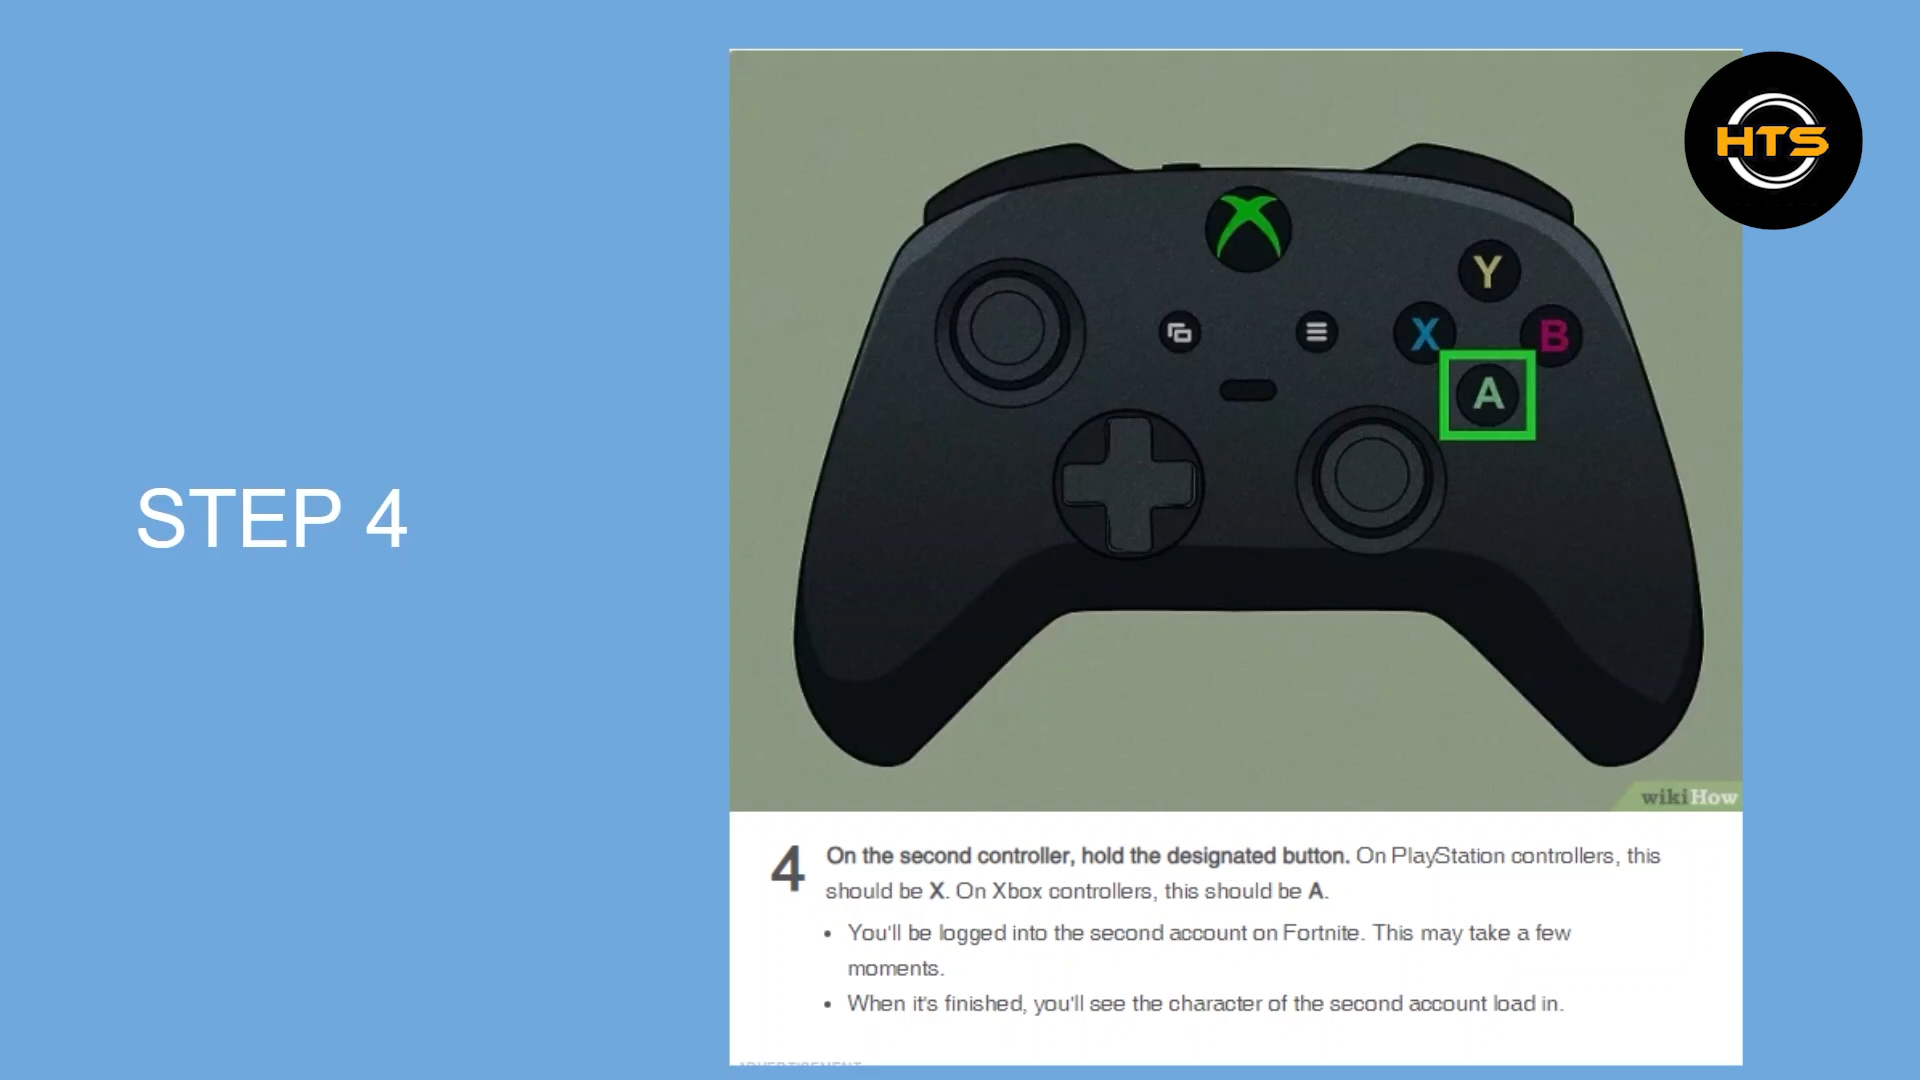 HTS
Y
X
B
A
STEP 4
wikiHow
4
On the second controller, hold the designated button. On PlayStation controllers, this
should be X. On Xbox controllers, this should be A.
• You'll be logged into the second account on Fortnite. This may take a few
moments.
• When it's finished, you'll see the character of the second account load in.
ADVERTISEMENT